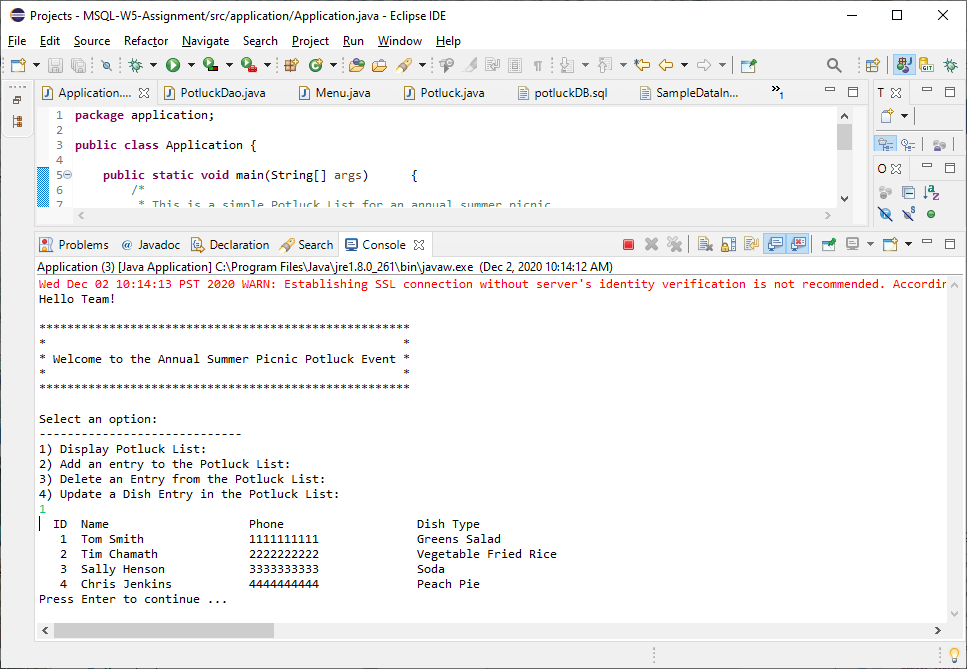 Projects - MSQL-W5-Assignment/src/application/Application.java - Eclipse IDE
File Edit Source Refactor Navigate Search Project Run Window Help
Application.... PotluckDao.java Menu.java Potluck.java potluckDB.sql SampleDataIn... »1
T
1 package application;
2
3 public class Application {
4
5 public static void main(String[] args) {
6 /*
7 * This is a simple Potluck List for an annual summer picnic
O
Problems Javadoc Declaration Search Console
Application (3) [Java Application] C:\Program Files\Java\jre1.8.0_261\bin\javaw.exe (Dec 2, 2020 10:14:12 AM)
Wed Dec 02 10:14:13 PST 2020 WARN: Establishing SSL connection without server's identity verification is not recommended. Accordin
Hello Team!
*****************************************************
* *
* Welcome to the Annual Summer Picnic Potluck Event *
* *
*****************************************************
Select an option:
-----------------------------
1) Display Potluck List:
2) Add an entry to the Potluck List:
3) Delete an Entry from the Potluck List:
4) Update a Dish Entry in the Potluck List:
1
ID Name Phone Dish Type
1 Tom Smith 1111111111 Greens Salad
2 Tim Chamath 2222222222 Vegetable Fried Rice
3 Sally Henson 3333333333 Soda
4 Chris Jenkins 4444444444 Peach Pie
Press Enter to continue ...